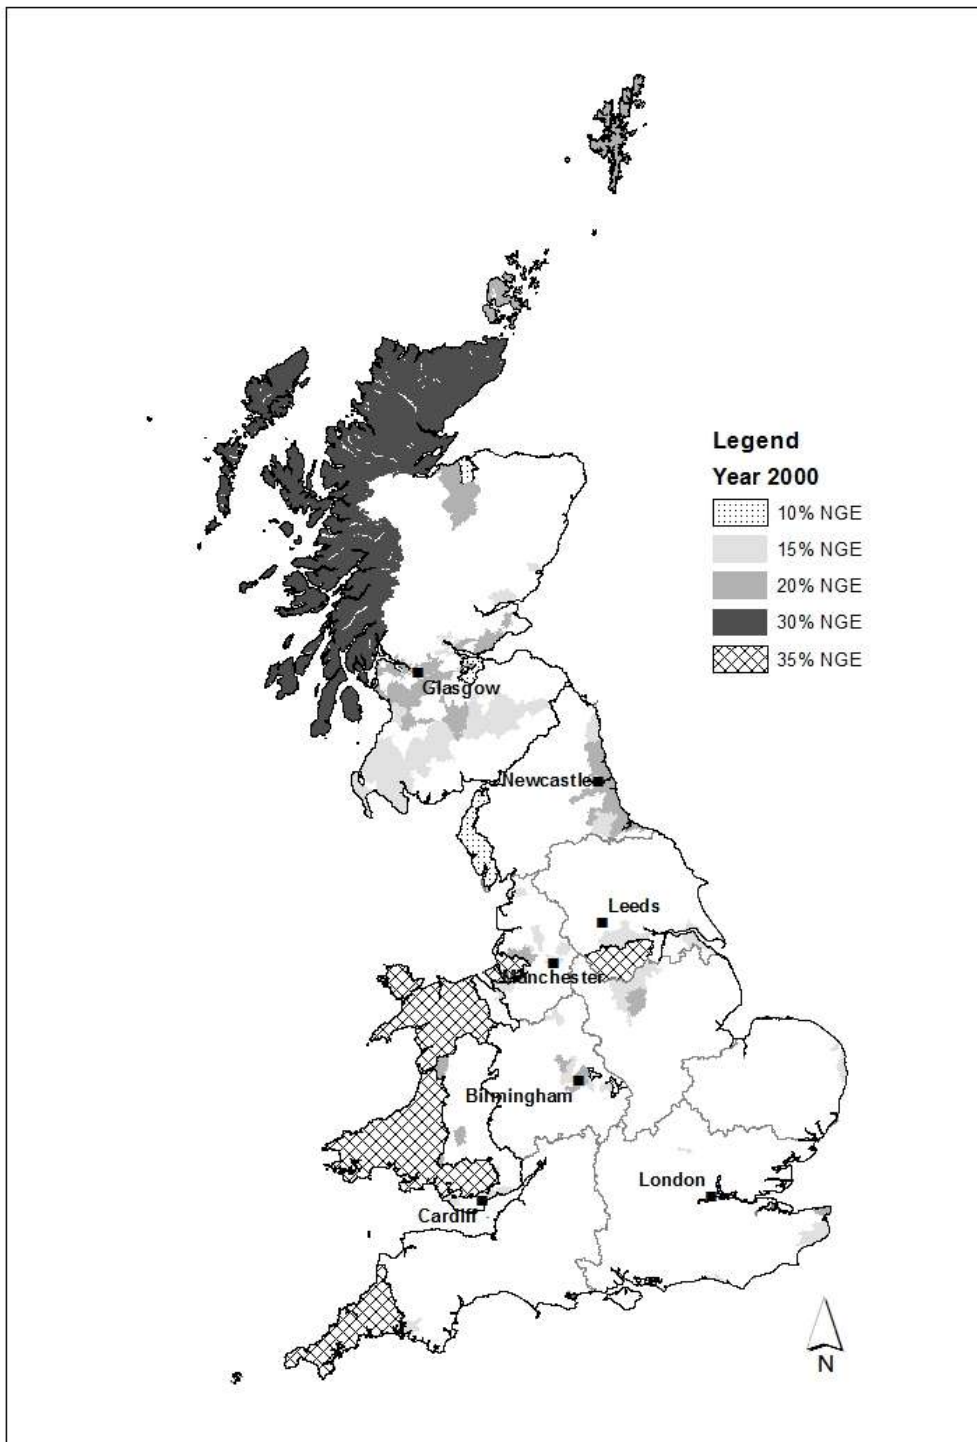 Legend
Year 2000
10% NGE
15% NGE
20% NGE
30% NGE
35% NGE
Glasgow
Newcastle
Leeds
Manchester
Birmingham
London
Cardiff
N